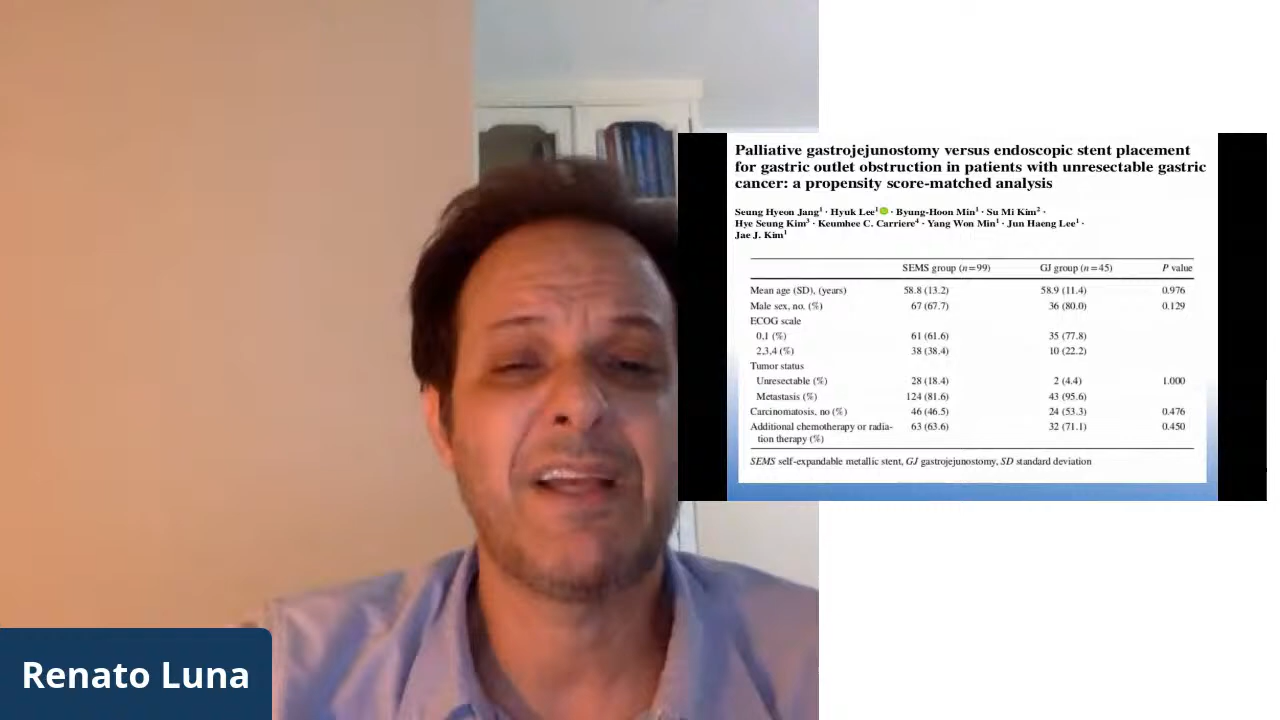 Palliative gastrojejunostomy versus endoscopic stent placement
for gastric outlet obstruction in patients with unresectable gastric
cancer: a propensity score-matched analysis
Seung Hyeon Jang¹ · Hyuk Lee¹ · Byung-Hoon Min¹ · Su Mi Kim² ·
Hye Seung Kim³ · Keumhee C. Carriere⁴ · Yang Won Min¹ · Jun Haeng Lee¹ ·
Jae J. Kim¹
SEMS group (n=99) GJ group (n=45) P value
Mean age (SD), (years) 58.8 (13.2) 58.9 (11.4) 0.976
Male sex, no. (%) 67 (67.7) 36 (80.0) 0.129
ECOG scale
0,1 (%) 61 (61.6) 35 (77.8)
2,3,4 (%) 38 (38.4) 10 (22.2)
Tumor status
Unresectable (%) 28 (18.4) 2 (4.4) 1.000
Metastasis (%) 124 (81.6) 43 (95.6)
Carcinomatosis, no (%) 46 (46.5) 24 (53.3) 0.476
Additional chemotherapy or radia- 63 (63.6) 32 (71.1) 0.450
tion therapy (%)
SEMS self-expandable metallic stent, GJ gastrojejunostomy, SD standard deviation
Renato Luna